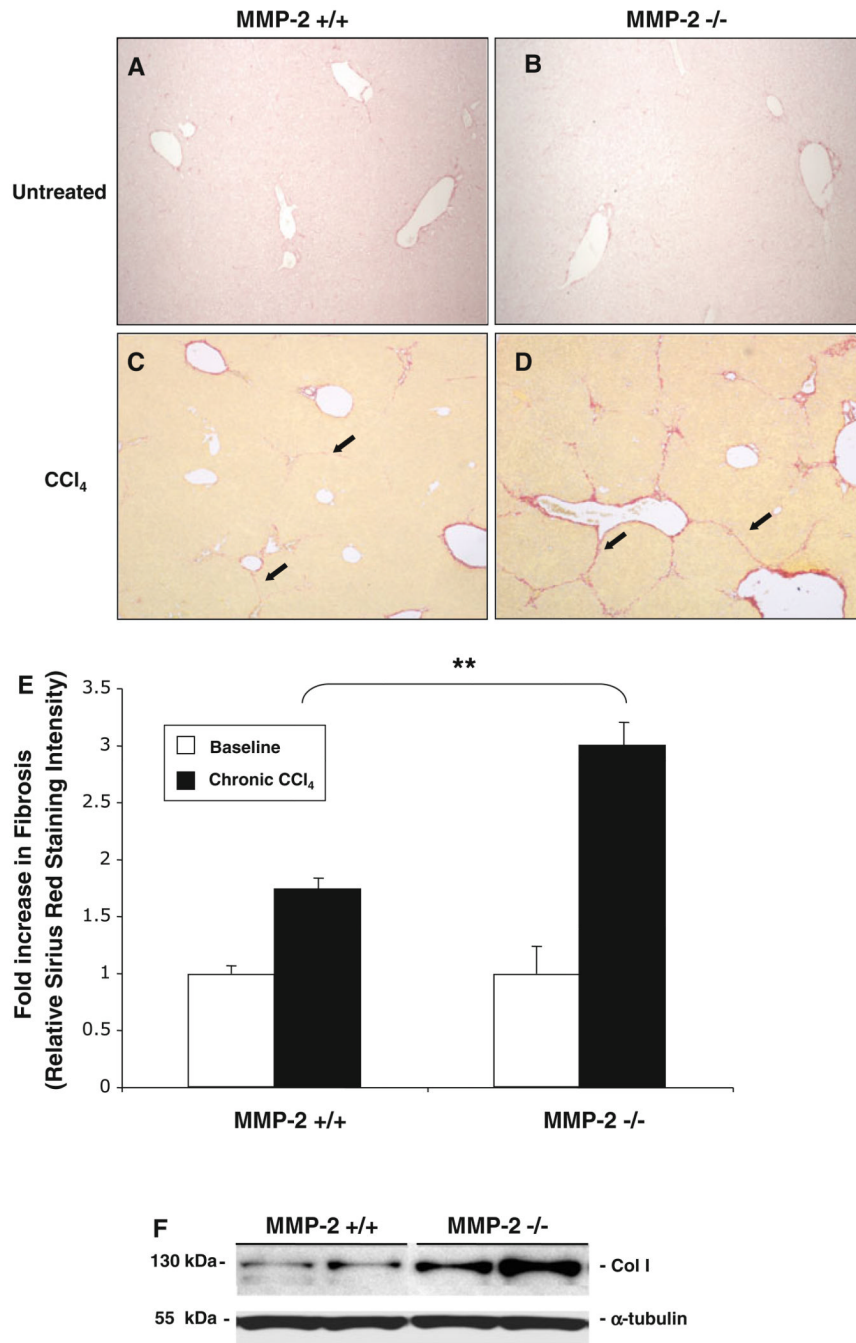 MMP-2 +/+ MMP-2 -/-
A B
Untreated
C D
CCl₄
E
**
Fold increase in Fibrosis
(Relative Sirius Red Staining Intensity)
3.5
3
2.5
2
1.5
1
0.5
0
Baseline
Chronic CCl₄
MMP-2 +/+ MMP-2 -/-
F
MMP-2 +/+ MMP-2 -/-
130 kDa- - Col I
55 kDa- - α-tubulin